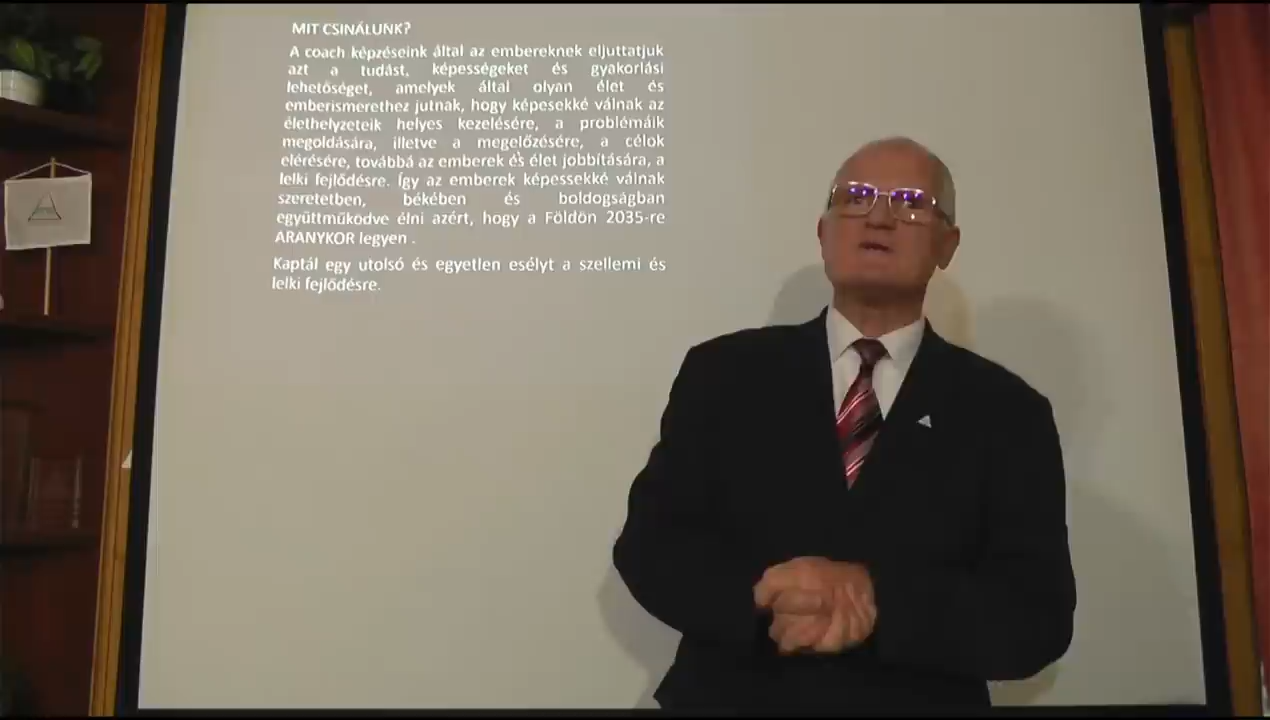 MIT CSINÁLUNK?
A coach képzéseink által az embereknek eljuttatjuk
azt a tudást, képességeket és gyakorlási
lehetőséget, amelyek által olyan élet és
emberismerethez jutnak, hogy képesekké válnak az
élethelyzeteik helyes kezelésére, a problémáik
megoldására, illetve a megelőzésére, a célok
elérésére, továbbá az emberek és élet jobbítására, a
lelki fejlődésre. Így az emberek képessekké válnak
szeretetben, békében és boldogságban
együttműködve élni azért, hogy a Földön 2035-re
ARANYKOR legyen .
Kaptál egy utolsó és egyetlen esélyt a szellemi és
lelki fejlődésre.